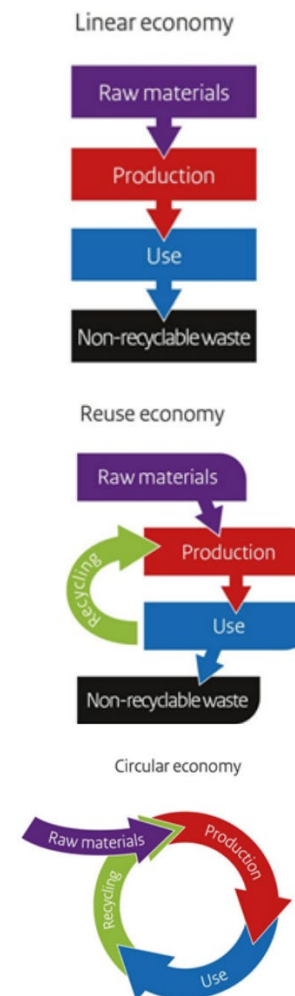 Linear economy
Raw materials
Production
Use
Non-recyclable waste
Reuse economy
Raw materials
Production
Recycling
Use
Non-recyclable waste
Circular economy
Raw materials
Production
Recycling
Use